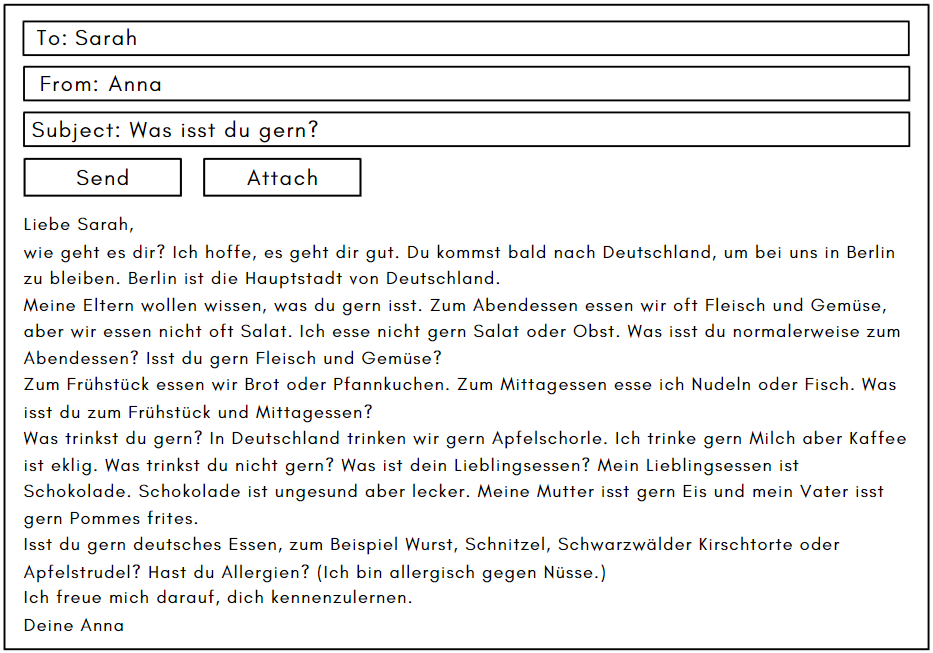 To: Sarah
From: Anna
Subject: Was isst du gern?
Send Attach
Liebe Sarah,
wie geht es dir? Ich hoffe, es geht dir gut. Du kommst bald nach Deutschland, um bei uns in Berlin
zu bleiben. Berlin ist die Hauptstadt von Deutschland.
Meine Eltern wollen wissen, was du gern isst. Zum Abendessen essen wir oft Fleisch und Gemüse,
aber wir essen nicht oft Salat. Ich esse nicht gern Salat oder Obst. Was isst du normalerweise zum
Abendessen? Isst du gern Fleisch und Gemüse?
Zum Frühstück essen wir Brot oder Pfannkuchen. Zum Mittagessen esse ich Nudeln oder Fisch. Was
isst du zum Frühstück und Mittagessen?
Was trinkst du gern? In Deutschland trinken wir gern Apfelschorle. Ich trinke gern Milch aber Kaffee
ist eklig. Was trinkst du nicht gern? Was ist dein Lieblingsessen? Mein Lieblingsessen ist
Schokolade. Schokolade ist ungesund aber lecker. Meine Mutter isst gern Eis und mein Vater isst
gern Pommes frites.
Isst du gern deutsches Essen, zum Beispiel Wurst, Schnitzel, Schwarzwälder Kirschtorte oder
Apfelstrudel? Hast du Allergien? (Ich bin allergisch gegen Nüsse.)
Ich freue mich darauf, dich kennenzulernen.
Deine Anna